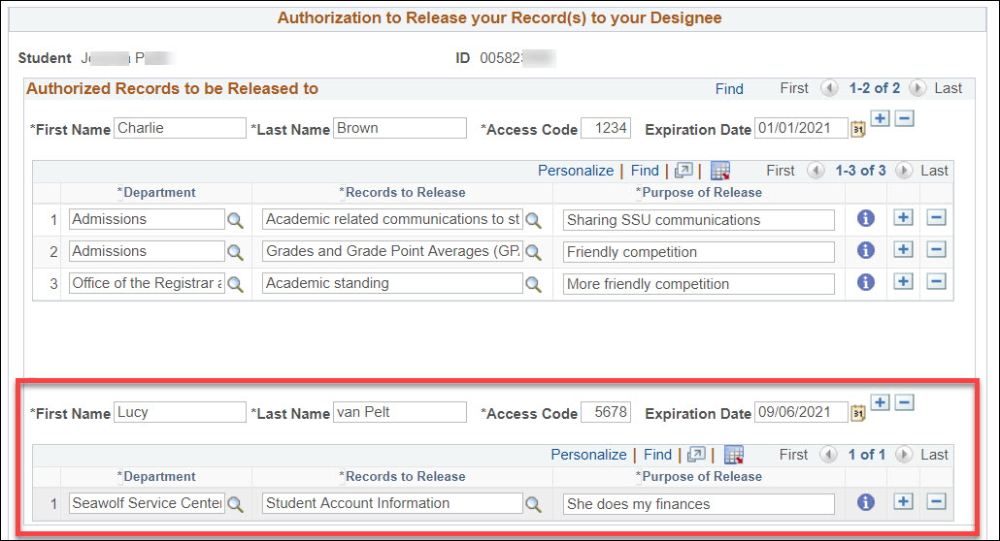 Authorization to Release your Record(s) to your Designee
Student J P ID 00582
Authorized Records to be Released to Find First 1-2 of 2 Last
*First Name Charlie *Last Name Brown *Access Code 1234 Expiration Date 01/01/2021 31
Personalize | Find | | First 1-3 of 3 Last
*Department *Records to Release *Purpose of Release
1 Admissions Academic related communications to st Sharing SSU communications
2 Admissions Grades and Grade Point Averages (GPA Friendly competition
3 Office of the Registrar a Academic standing More friendly competition
*First Name Lucy *Last Name van Pelt *Access Code 5678 Expiration Date 09/06/2021 31
Personalize | Find | | First 1 of 1 Last
*Department *Records to Release *Purpose of Release
1 Seawolf Service Center Student Account Information She does my finances